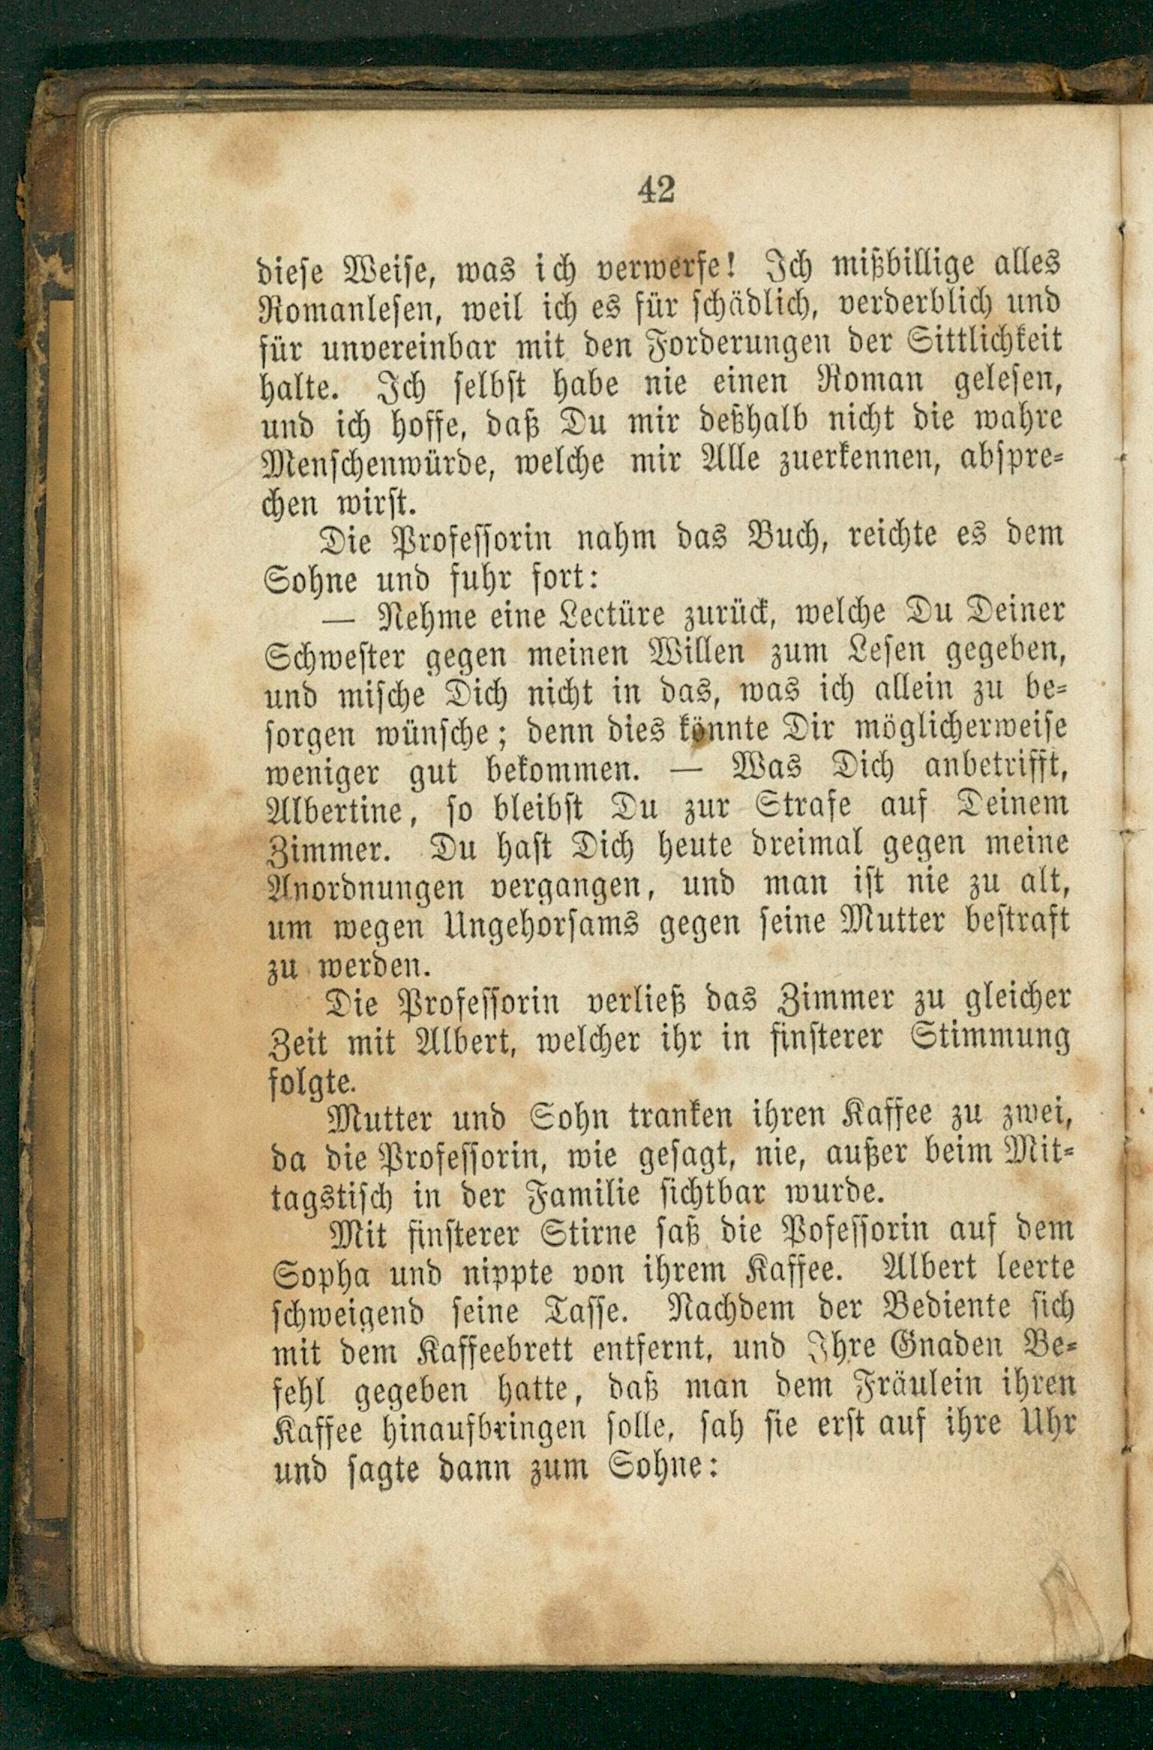 42
diese Weise, was ich verwerfe! Ich mißbillige alles
Romanlesen, weil ich es für schädlich, verderblich und
für unvereinbar mit den Forderungen der Sittlichkeit
halte. Ich selbst habe nie einen Roman gelesen,
und ich hoffe, daß Du mir deßhalb nicht die wahre
Menschenwürde, welche mir Alle zuerkennen, abspre-
chen wirst.
Die Professorin nahm das Buch, reichte es dem
Sohne und fuhr fort:
— Nehme eine Lectüre zurück, welche Du Deiner
Schwester gegen meinen Willen zum Lesen gegeben,
und mische Dich nicht in das, was ich allein zu be-
sorgen wünsche; denn dies könnte Dir möglicherweise
weniger gut bekommen. — Was Dich anbetrifft,
Albertine, so bleibst Du zur Strafe auf Deinem
Zimmer. Du hast Dich heute dreimal gegen meine
Anordnungen vergangen, und man ist nie zu alt,
um wegen Ungehorsams gegen seine Mutter bestraft
zu werden.
Die Professorin verließ das Zimmer zu gleicher
Zeit mit Albert, welcher ihr in finsterer Stimmung
folgte.
Mutter und Sohn tranken ihren Kaffee zu zwei,
da die Professorin, wie gesagt, nie, außer beim Mit-
tagstisch in der Familie sichtbar wurde.
Mit finsterer Stirne saß die Pofessorin auf dem
Sopha und nippte von ihrem Kaffee. Albert leerte
schweigend seine Tasse. Nachdem der Bediente sich
mit dem Kaffeebrett entfernt, und Ihre Gnaden Be-
fehl gegeben hatte, daß man dem Fräulein ihren
Kaffee hinaufbringen solle, sah sie erst auf ihre Uhr
und sagte dann zum Sohne: